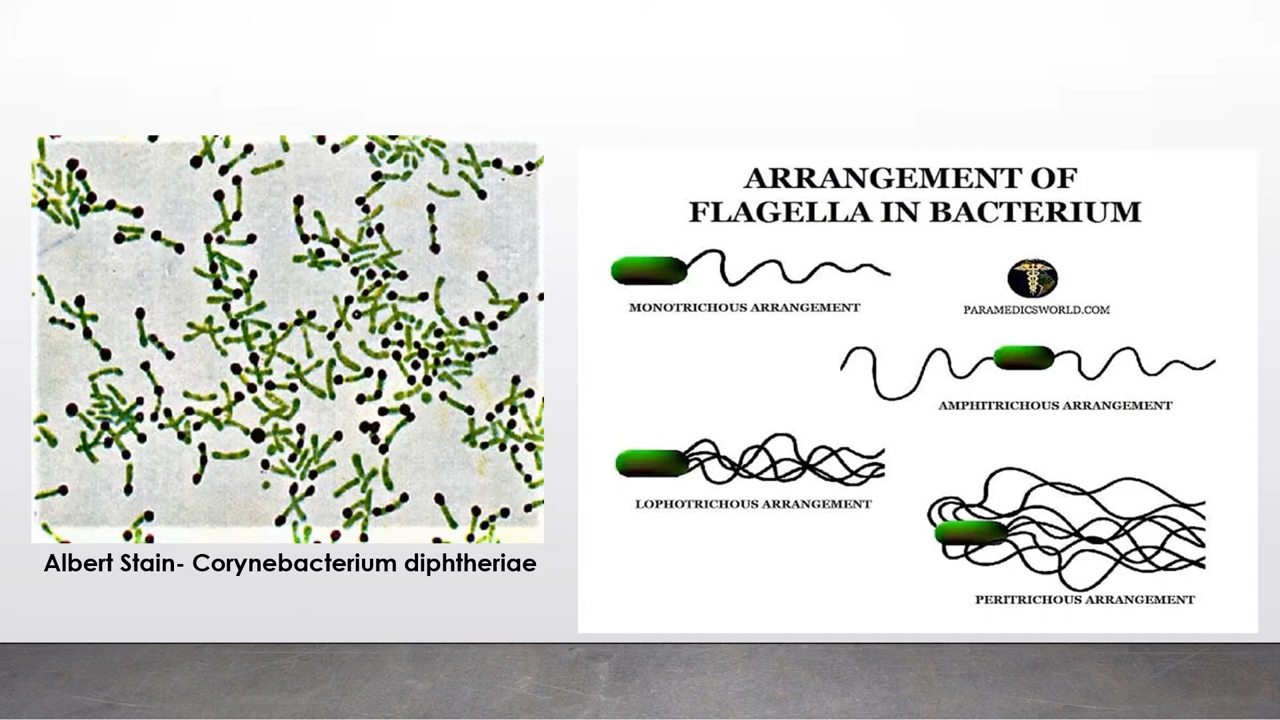 Albert Stain- Corynebacterium diphtheriae
ARRANGEMENT OF
FLAGELLA IN BACTERIUM
MONOTRICHOUS ARRANGEMENT
PARAMEDICSWORLD.COM
AMPHITRICHOUS ARRANGEMENT
LOPHOTRICHOUS ARRANGEMENT
PERITRICHOUS ARRANGEMENT